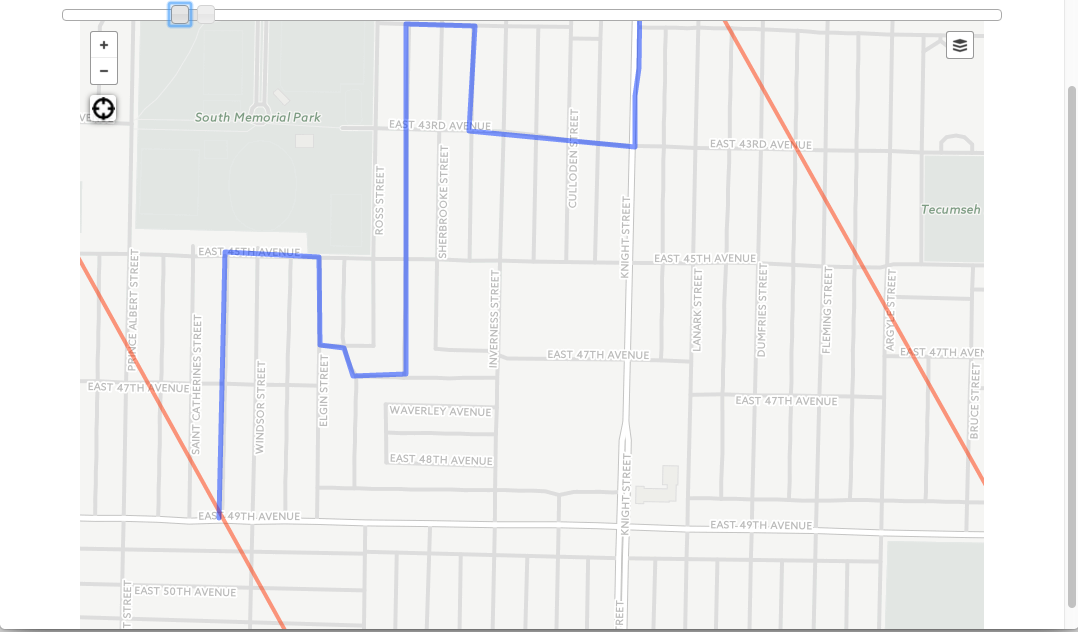 +
−
South Memorial Park
EAST 43RD AVENUE
CULLODEN STREET
EAST 43RD AVENUE
ROSS STREET
SHERBROOKE STREET
Tecumseh
KNIGHT STREET
EAST 45TH AVENUE
EAST 45TH AVENUE
PRINCE ALBERT STREET
INVERNESS STREET
LANARK STREET
DUMFRIES STREET
FLEMING STREET
ARGYLE STREET
SAINT CATHERINES STREET
EAST 47TH AVENUE
EAST 47TH AVEN
WINDSOR STREET
ELGIN STREET
BRUCE STREET
EAST 47TH AVENUE
EAST 47TH AVENUE
WAVERLEY AVENUE
EAST 48TH AVENUE
KNIGHT STREET
EAST 49TH AVENUE
EAST 49TH AVENUE
EAST 50TH AVENUE
T STREET
TREET